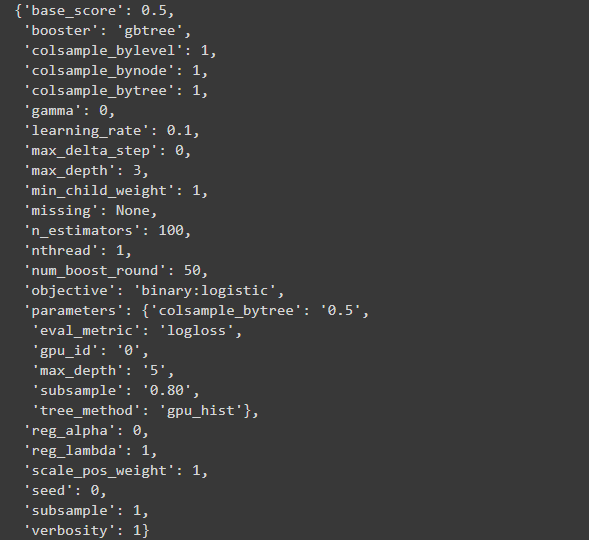 {'base_score': 0.5,
'booster': 'gbtree',
'colsample_bylevel': 1,
'colsample_bynode': 1,
'colsample_bytree': 1,
'gamma': 0,
'learning_rate': 0.1,
'max_delta_step': 0,
'max_depth': 3,
'min_child_weight': 1,
'missing': None,
'n_estimators': 100,
'nthread': 1,
'num_boost_round': 50,
'objective': 'binary:logistic',
'parameters': {'colsample_bytree': '0.5',
'eval_metric': 'logloss',
'gpu_id': '0',
'max_depth': '5',
'subsample': '0.80',
'tree_method': 'gpu_hist'},
'reg_alpha': 0,
'reg_lambda': 1,
'scale_pos_weight': 1,
'seed': 0,
'subsample': 1,
'verbosity': 1}